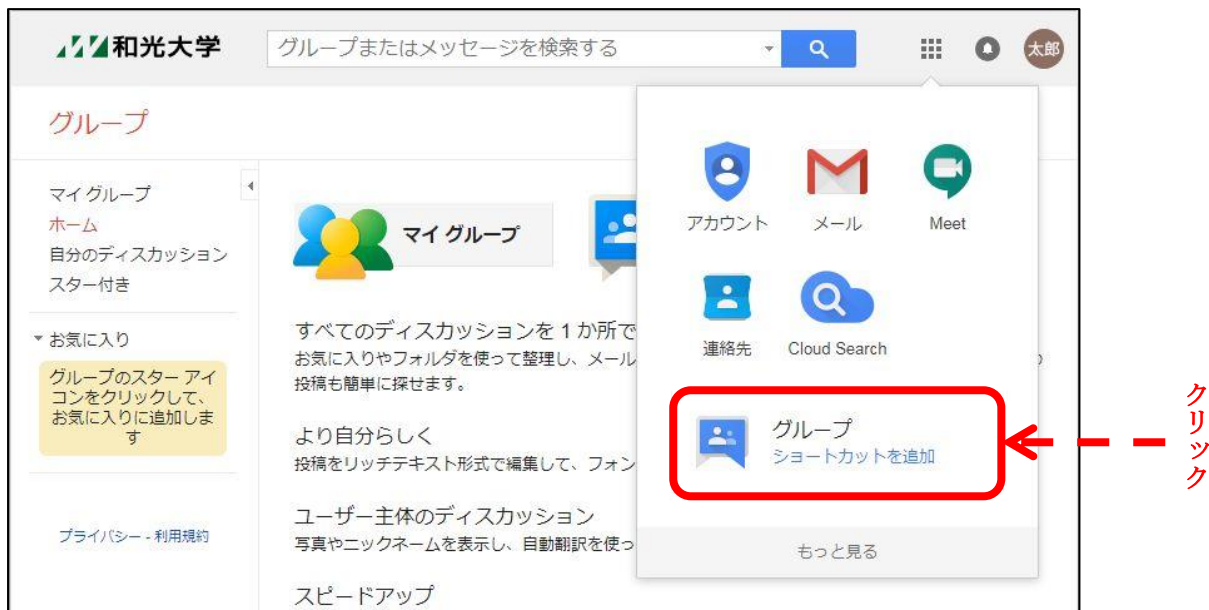 和光大学
グループまたはメッセージを検索する
太郎
グループ
マイ グループ
ホーム
自分のディスカッション
スター付き
お気に入り
グループのスター アイ
コンをクリックして、
お気に入りに追加しま
す
プライバシー - 利用規約
マイ グループ
すべてのディスカッションを 1 か所で
お気に入りやフォルダを使って整理し、メール
投稿も簡単に探せます。
より自分らしく
投稿をリッチテキスト形式で編集して、フォン
ユーザー主体のディスカッション
写真やニックネームを表示し、自動翻訳を使っ
スピードアップ
アカウント
メール
Meet
連絡先
Cloud Search
グループ
ショートカットを追加
もっと見る
クリック